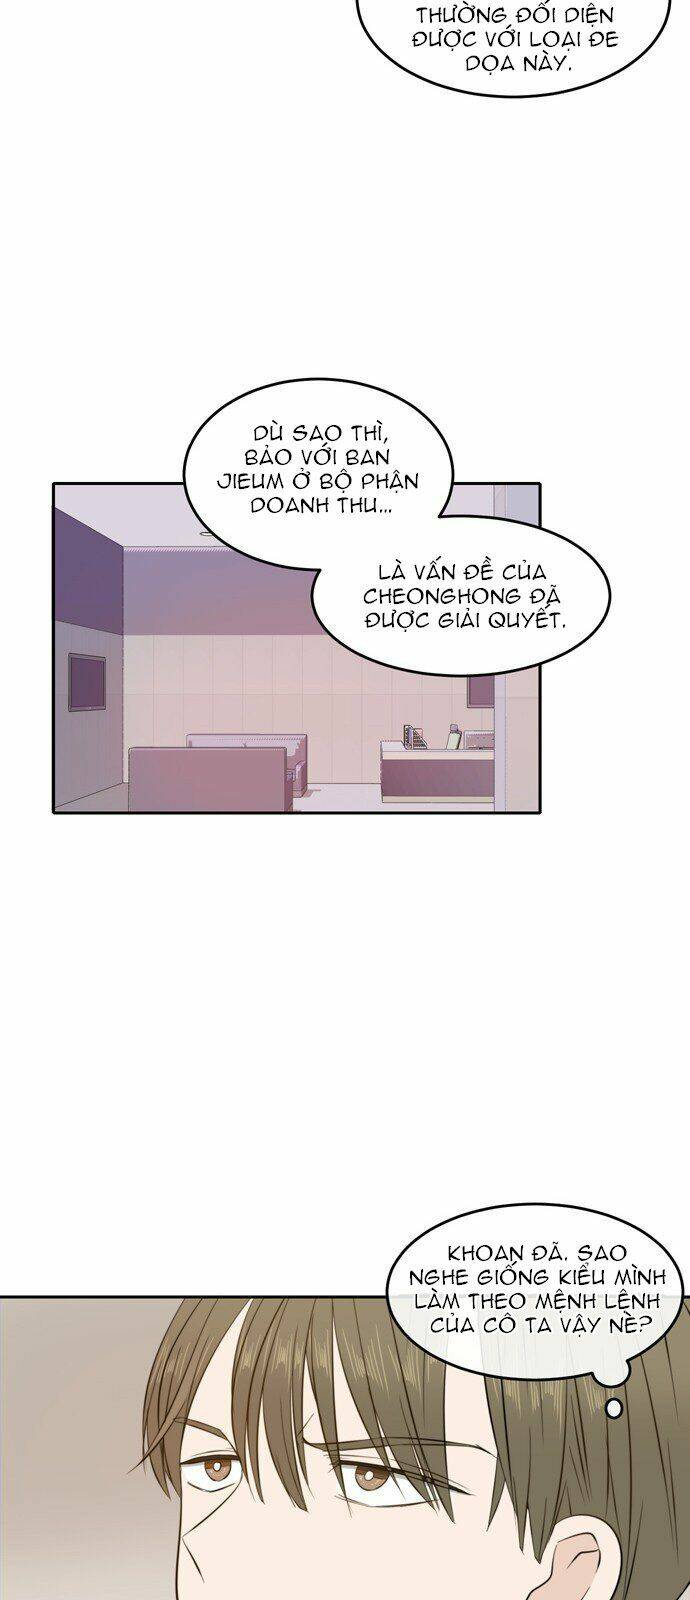 THƯỜNG ĐỐI DIỆN
ĐƯỢC VỚI LOẠI ĐE
DỌA NÀY.
DÙ SAO THÌ,
BẢO VỚI BAN
JIEUM Ở BỘ PHẬN
DOANH THU...
LÀ VẤN ĐỀ CỦA
CHEONGHONG ĐÃ
ĐƯỢC GIẢI QUYẾT.
KHOAN ĐÃ. SAO
NGHE GIỐNG KIỂU MÌNH
LÀM THEO MỆNH LỆNH
CỦA CÔ TA VẬY NÈ?